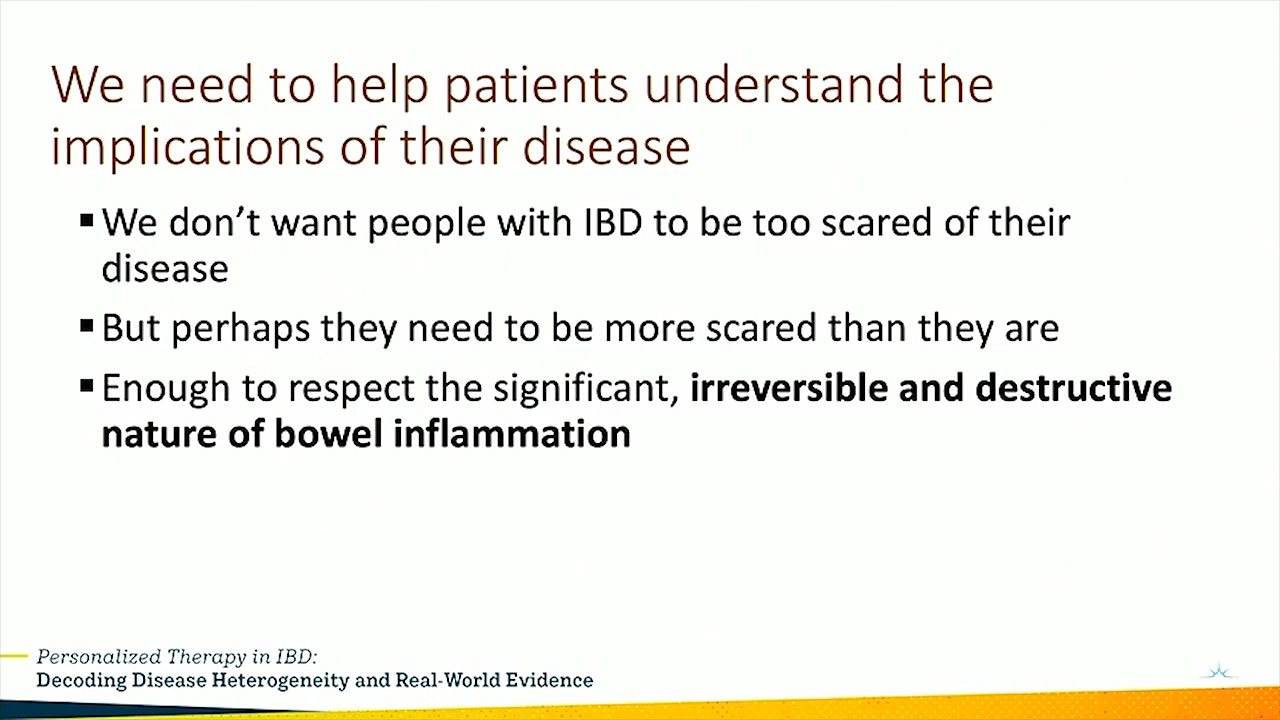 We need to help patients understand the
implications of their disease
▪ We don’t want people with IBD to be too scared of their
disease
▪ But perhaps they need to be more scared than they are
▪ Enough to respect the significant, irreversible and destructive
nature of bowel inflammation
Personalized Therapy in IBD:
Decoding Disease Heterogeneity and Real-World Evidence